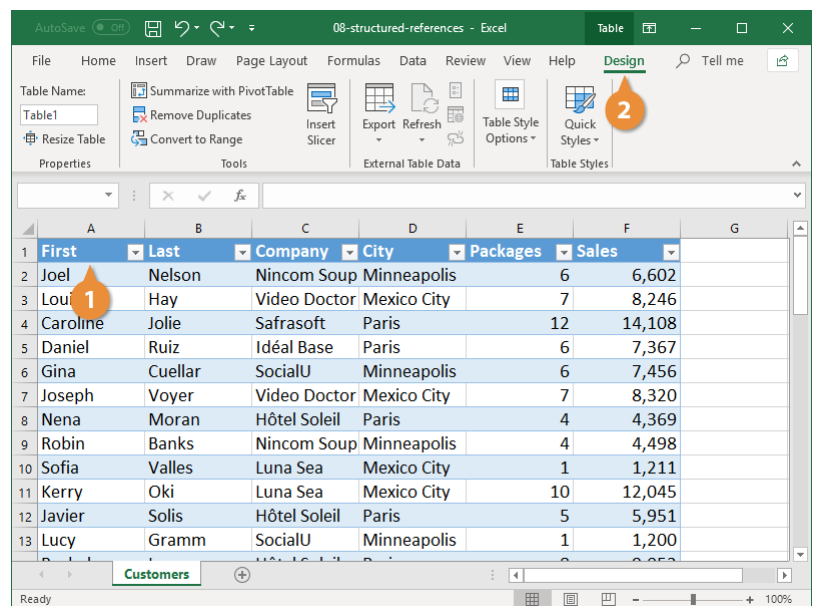 AutoSave Off 08-structured-references - Excel Table
File Home Insert Draw Page Layout Formulas Data Review View Help Design Tell me
Table Name:
Table1
Resize Table
Properties
Summarize with PivotTable
Remove Duplicates
Convert to Range
Insert Slicer
Tools
Export Refresh
External Table Data
Table Style Options
Quick Styles
Table Styles
2
fx
A B C D E F G
1 First Last Company City Packages Sales
2 Joel Nelson Nincom Soup Minneapolis 6 6,602
3 Hay Video Doctor Mexico City 7 8,246
1
4 Caroline Jolie Safrasoft Paris 12 14,108
5 Daniel Ruiz Idéal Base Paris 6 7,367
6 Gina Cuellar SocialU Minneapolis 6 7,456
7 Joseph Voyer Video Doctor Mexico City 7 8,320
8 Nena Moran Hôtel Soleil Paris 4 4,369
9 Robin Banks Nincom Soup Minneapolis 4 4,498
10 Sofia Valles Luna Sea Mexico City 1 1,211
11 Kerry Oki Luna Sea Mexico City 10 12,045
12 Javier Solis Hôtel Soleil Paris 5 5,951
13 Lucy Gramm SocialU Minneapolis 1 1,200
Customers
Ready 100%